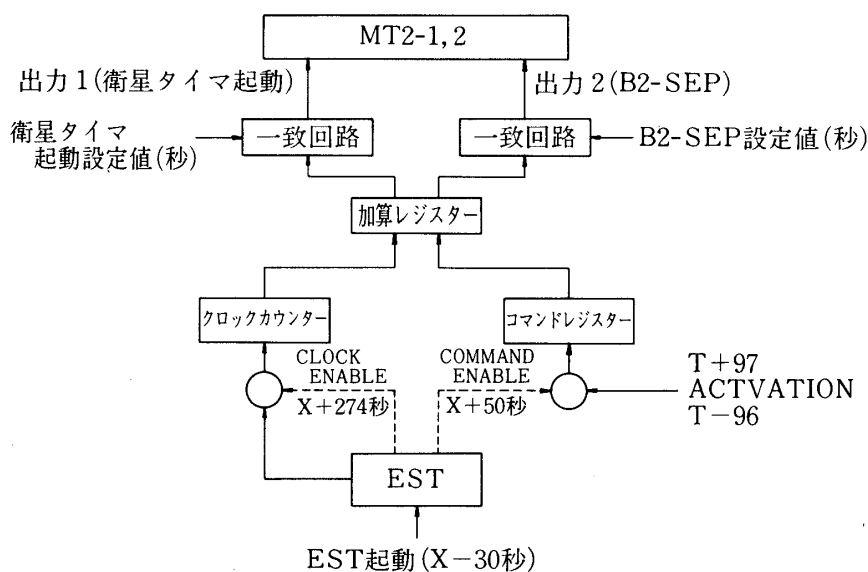 MT2-1,2
出力1(衛星タイマ起動)
出力2(B2-SEP)
衛星タイマ
起動設定値(秒)
一致回路
一致回路
B2-SEP設定値(秒)
加算レジスター
クロックカウンター
コマンドレジスター
CLOCK
ENABLE
X+274秒
COMMAND
ENABLE
X+50秒
T+97
ACTVATION
T-96
EST
EST起動(X-30秒)